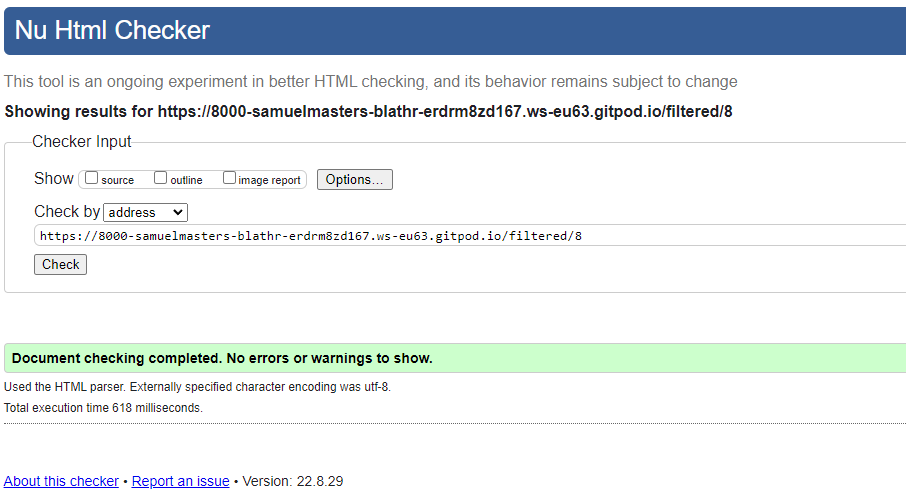 Nu Html Checker
This tool is an ongoing experiment in better HTML checking, and its behavior remains subject to change
Showing results for https://8000-samuelmasters-blathr-erdrm8zd167.ws-eu63.gitpod.io/filtered/8
Checker Input
Show source outline image report Options...
Check by address
https://8000-samuelmasters-blathr-erdrm8zd167.ws-eu63.gitpod.io/filtered/8
Check
Document checking completed. No errors or warnings to show.
Used the HTML parser. Externally specified character encoding was utf-8.
Total execution time 618 milliseconds.
About this checker • Report an issue • Version: 22.8.29